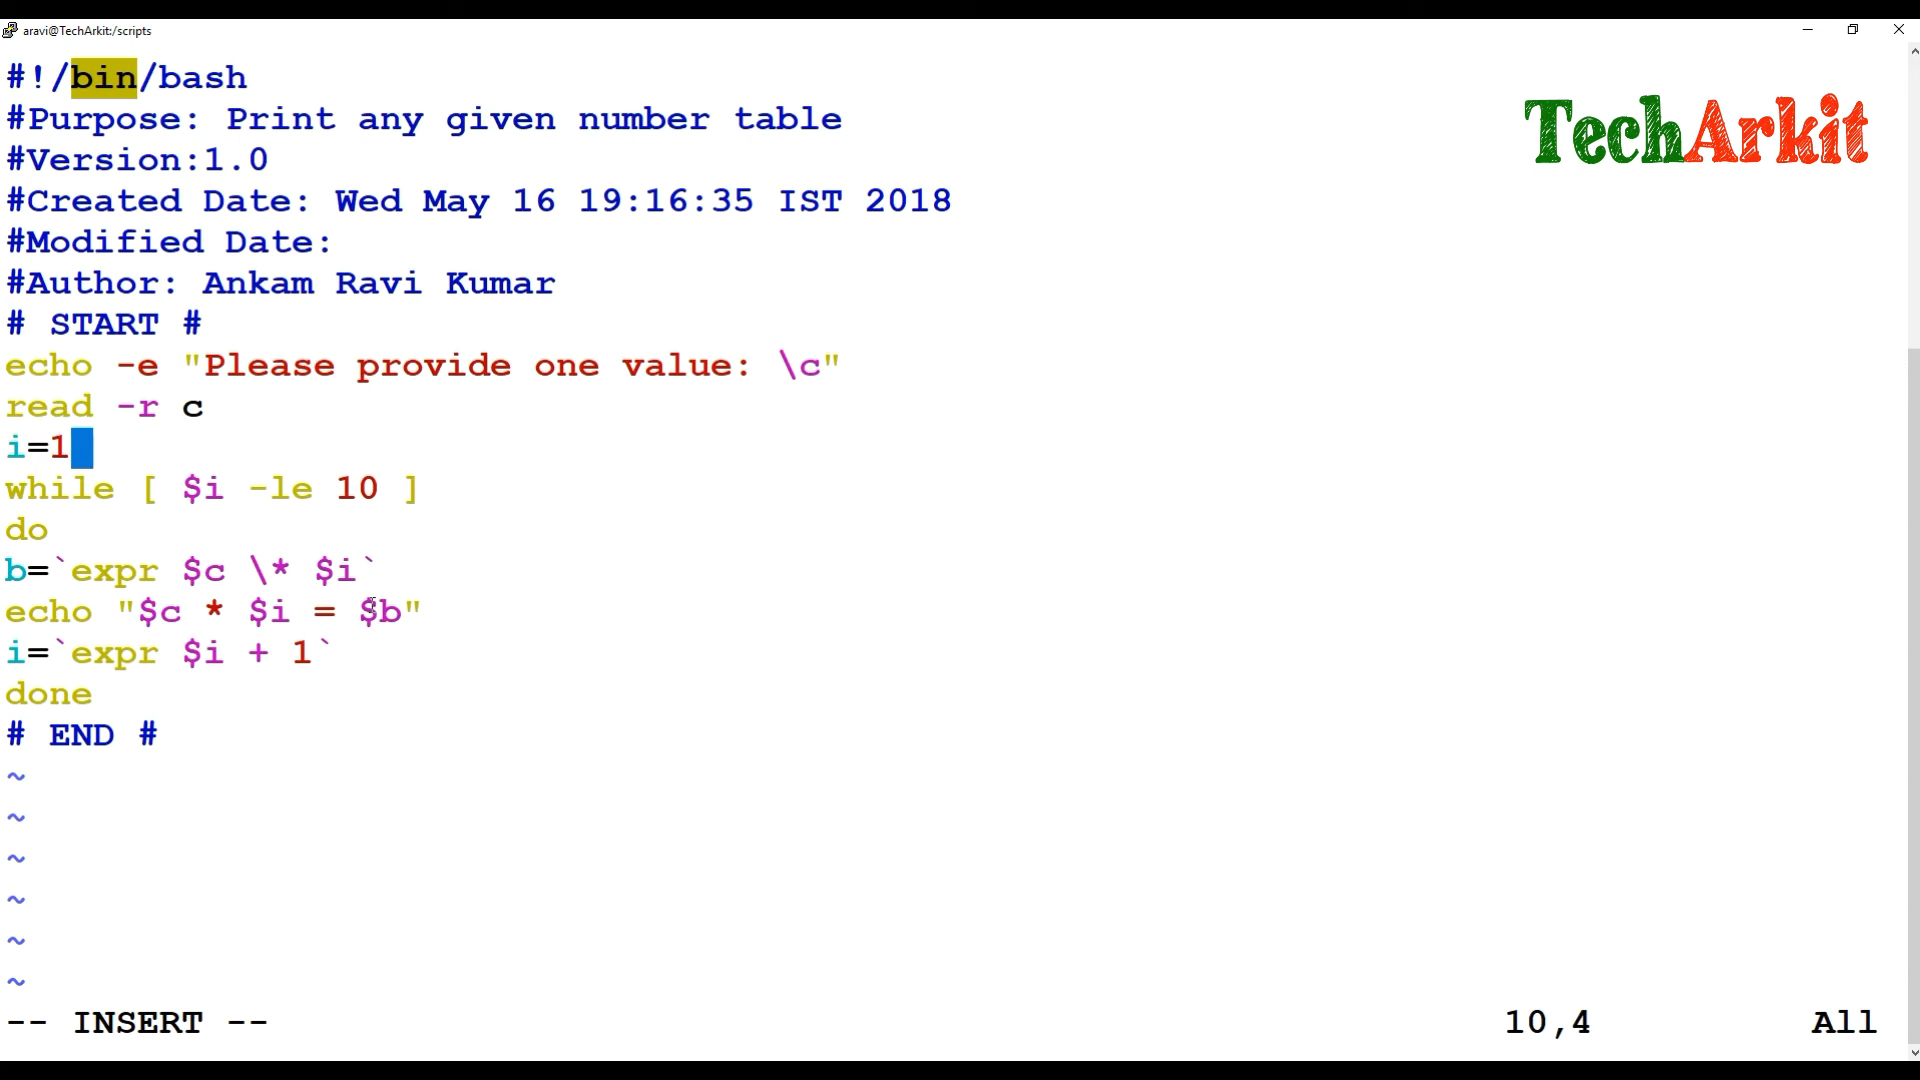 aravi@TechArkit:/scripts
#!/bin/bash
TechArkit
#Purpose: Print any given number table
#Version:1.0
#Created Date: Wed May 16 19:16:35 IST 2018
#Modified Date:
#Author: Ankam Ravi Kumar
# START #
echo -e "Please provide one value: \c"
read -r c
i=1
while [ $i -le 10 ]
do
b=`expr $c \* $i`
echo "$c * $i = $b"
i=`expr $i + 1`
done
# END #
~
~
~
~
~
~
-- INSERT -- 10,4 All